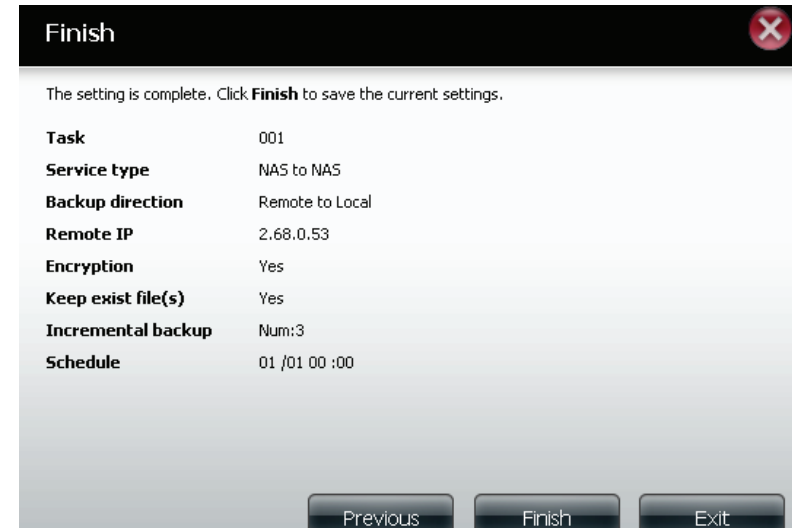 Finish
The setting is complete. Click Finish to save the current settings.
Task 001
Service type NAS to NAS
Backup direction Remote to Local
Remote IP 2.68.0.53
Encryption Yes
Keep exist file(s) Yes
Incremental backup Num:3
Schedule 01 /01 00 :00
Previous Finish Exit